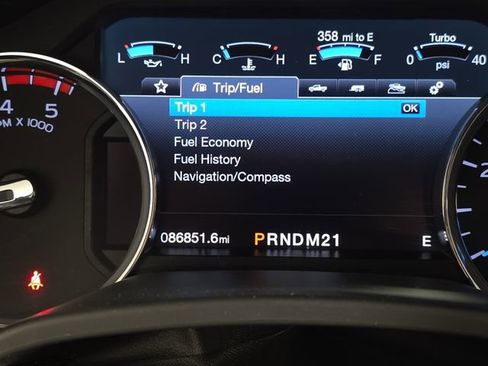 358 mi to E
Turbo
L H C H E F 0 40
psi
Trip/Fuel
4 5
PM X 1000
Trip 1 OK
Trip 2
Fuel Economy
Fuel History
Navigation/Compass
2
086851.6mi PRNDM21 E